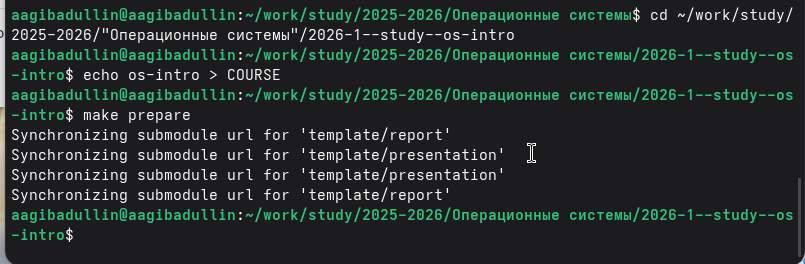 aagibadullin@aagibadullin:~/work/study/2025-2026/Операционные системы$ cd ~/work/study/
2025-2026/"Операционные системы"/2026-1--study--os-intro
aagibadullin@aagibadullin:~/work/study/2025-2026/Операционные системы/2026-1--study--os
-intro$ echo os-intro > COURSE
aagibadullin@aagibadullin:~/work/study/2025-2026/Операционные системы/2026-1--study--os
-intro$ make prepare
Synchronizing submodule url for 'template/report'
Synchronizing submodule url for 'template/presentation'
Synchronizing submodule url for 'template/presentation'
Synchronizing submodule url for 'template/report'
aagibadullin@aagibadullin:~/work/study/2025-2026/Операционные системы/2026-1--study--os
-intro$